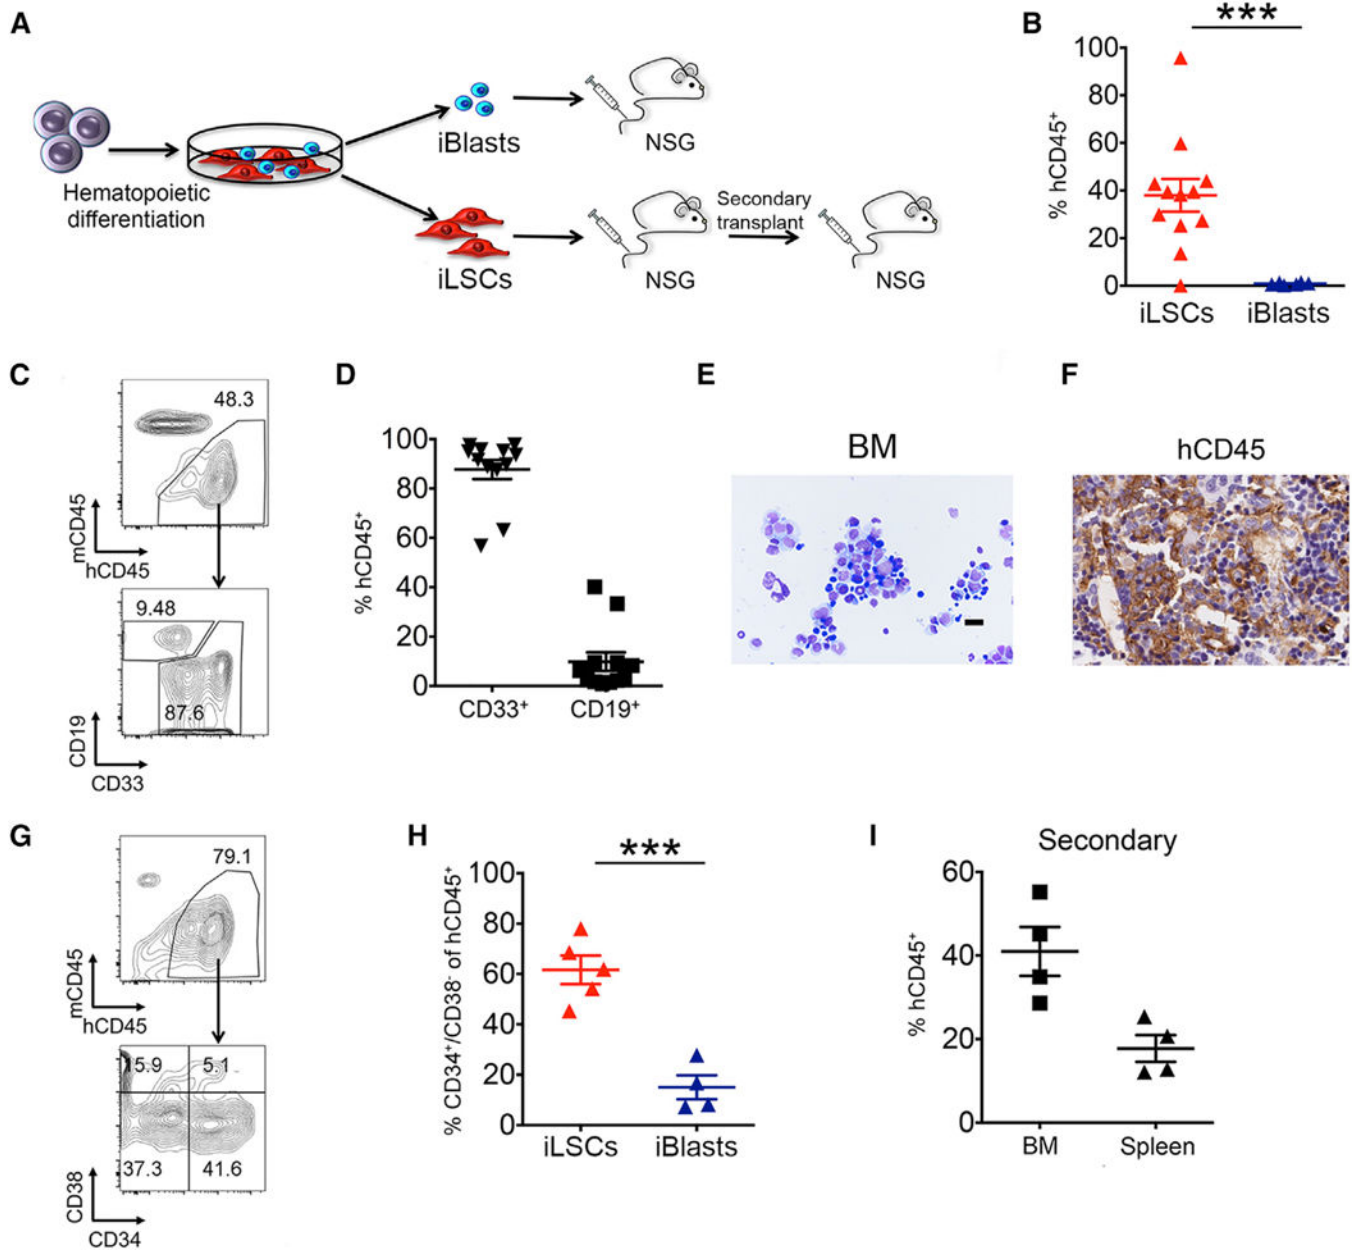 A
Hematopoietic
differentiation
iBlasts
iLSCs
NSG
NSG
Secondary
transplant
NSG
B
***
% hCD45⁺
100
80
60
40
20
0
iLSCs iBlasts
C
48.3
mCD45
hCD45
9.48
87.6
CD19
CD33
D
% hCD45⁺
100
80
60
40
20
0
CD33⁺ CD19⁺
E
BM
F
hCD45
G
79.1
mCD45
hCD45
15.9 5.1
37.3 41.6
CD38
CD34
H
***
% CD34⁺/CD38⁻ of hCD45⁺
100
80
60
40
20
0
iLSCs iBlasts
I
Secondary
% hCD45⁺
60
40
20
0
BM Spleen